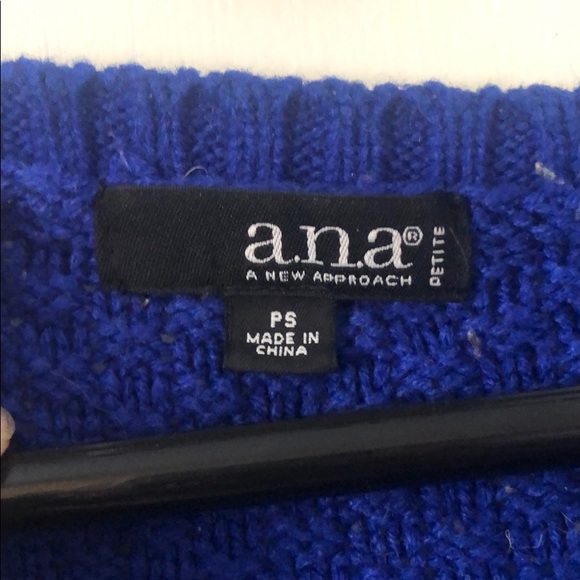 a.n.a®
PETITE
A NEW APPROACH
PS
MADE IN
CHINA